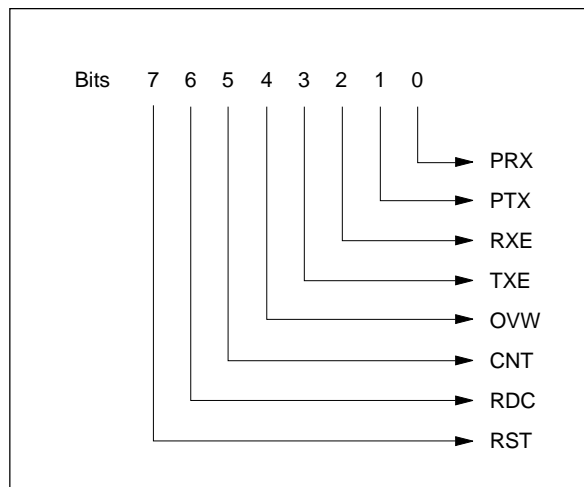 Bits 7 6 5 4 3 2 1 0
PRX
PTX
RXE
TXE
OVW
CNT
RDC
RST